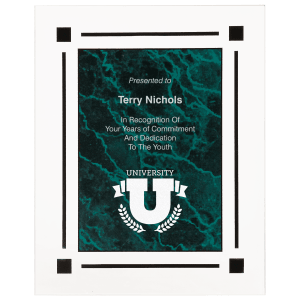 Presented to
Terry Nichols
In Recognition Of
Your Years of Commitment
And Dedication
To The Youth
UNIVERSITY
U